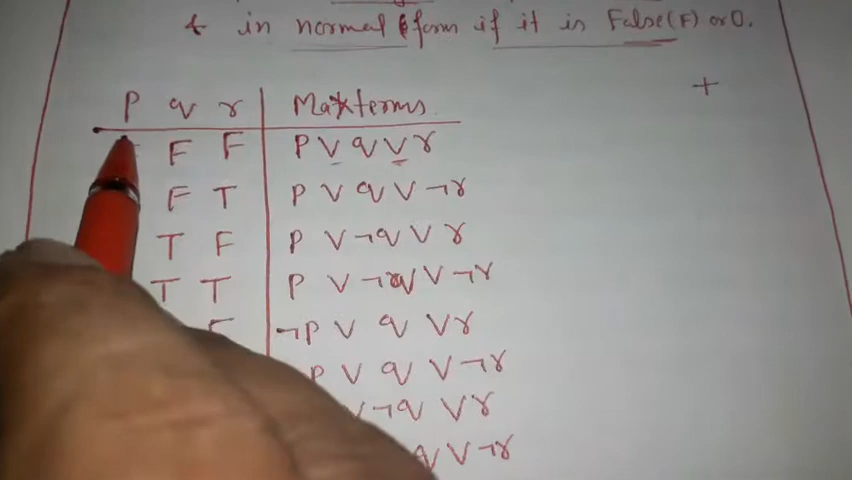 in normal form if it is False(F) or 0.
P q r Maxterms
F F P V q V r
F T P V q V ¬r
T F P V ¬q V r
T T P V ¬q V ¬r
F ¬P V q V r
P V q V ¬r
V ¬q V r
q V ¬r